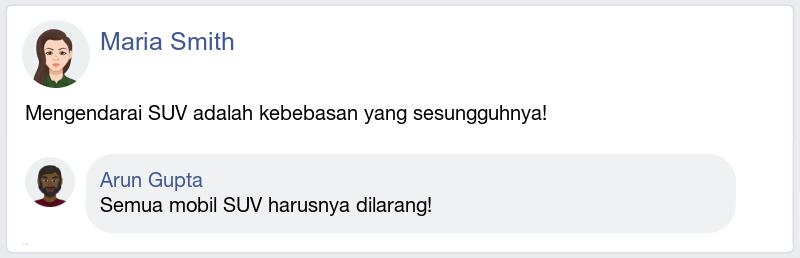 Maria Smith
Mengendarai SUV adalah kebebasan yang sesungguhnya!
Arun Gupta
Semua mobil SUV harusnya dilarang!